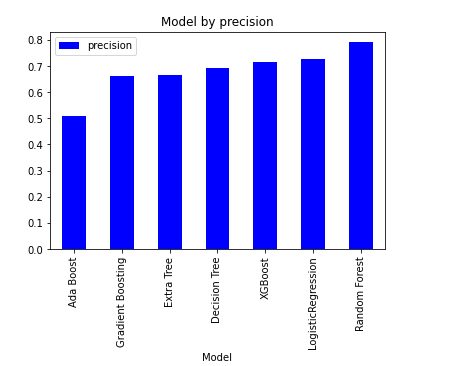 Model by precision
precision
0.8
0.7
0.6
0.5
0.4
0.3
0.2
0.1
0.0
Ada Boost
Gradient Boosting
Extra Tree
Decision Tree
XGBoost
LogisticRegression
Random Forest
Model